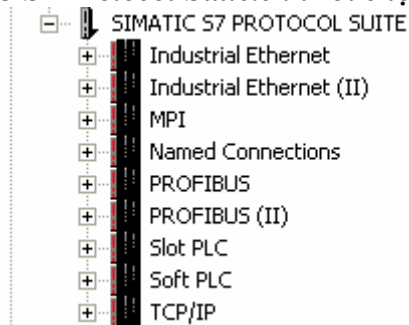 SIMATIC S7 PROTOCOL SUITE
Industrial Ethernet
Industrial Ethernet (II)
MPI
Named Connections
PROFIBUS
PROFIBUS (II)
Slot PLC
Soft PLC
TCP/IP